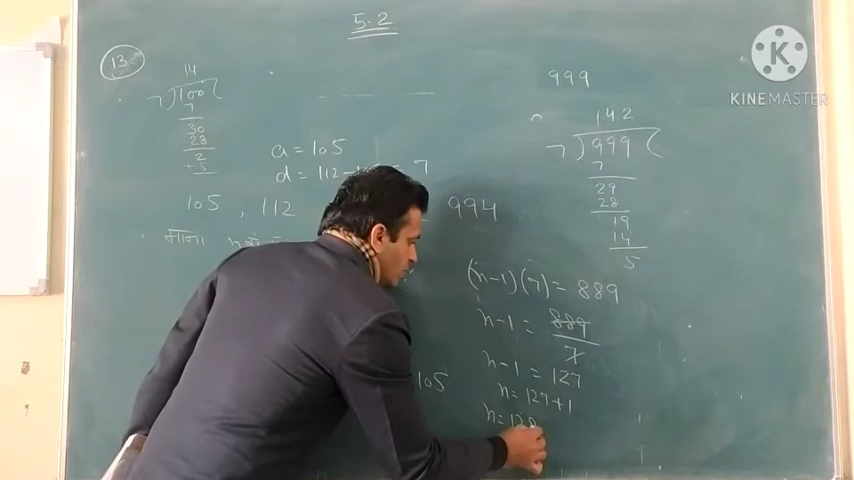 5.2
13
14
7)100(
7
30
28
2
+5
a = 105
d = 112- = 7
105 , 112
994
माना
999
142
7)999(
7
29
28
19
14
5
(n-1)(7) = 889
n-1 = 889
7
n-1 = 127
n = 127+1
n = 128
105
K
KINEMASTER